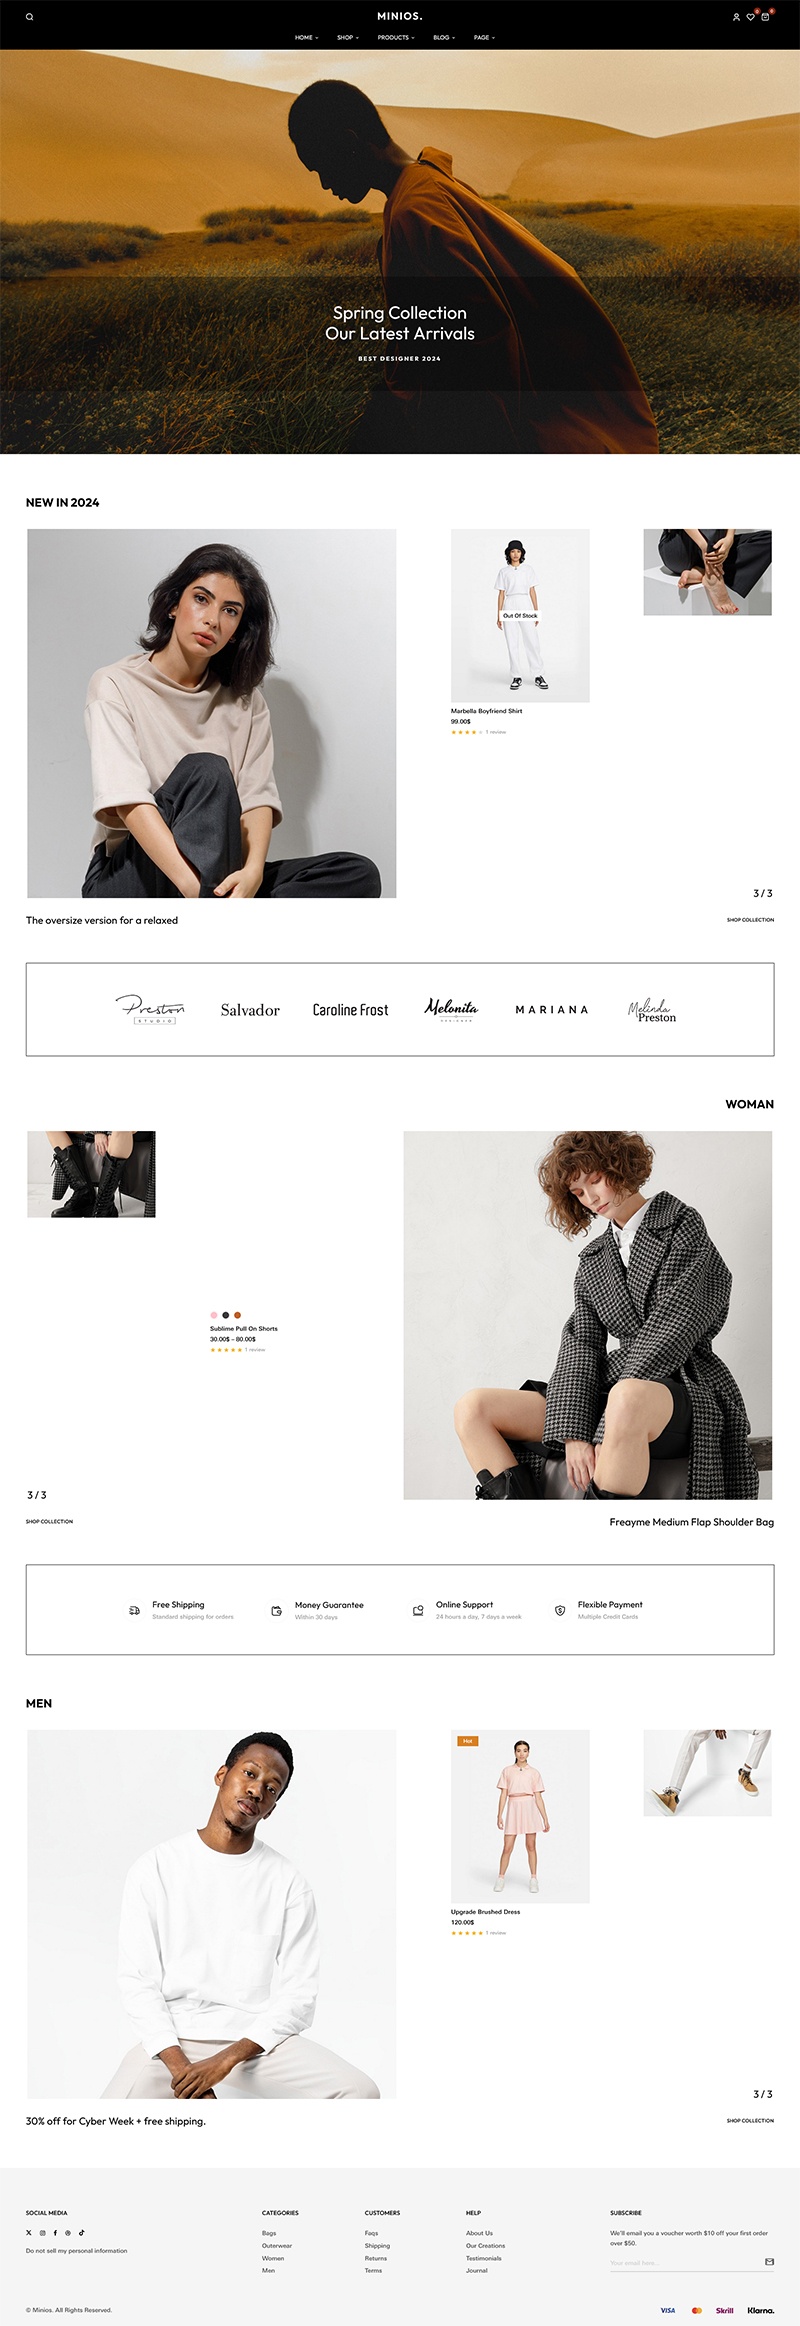 MINIOS.
0
0
HOME
SHOP
PRODUCTS
BLOG
PAGE
Spring Collection
Our Latest Arrivals
BEST DESIGNER 2024
NEW IN 2024
Out Of Stock
Marbella Boyfriend Shirt
99.00$
1 review
3 / 3
The oversize version for a relaxed
SHOP COLLECTION
Preston
STUDIO
Salvador
Caroline Frost
Melonita
DESIGNER
MARIANA
Melinda
Preston
WOMAN
Sublime Pull On Shorts
30.00$ – 80.00$
1 review
3 / 3
SHOP COLLECTION
Freayme Medium Flap Shoulder Bag
Free Shipping
Standard shipping for orders
Money Guarantee
Within 30 days
Online Support
24 hours a day, 7 days a week
Flexible Payment
Multiple Credit Cards
MEN
Hot
Upgrade Brushed Dress
120.00$
1 review
3 / 3
30% off for Cyber Week + free shipping.
SHOP COLLECTION
SOCIAL MEDIA
Do not sell my personal information
CATEGORIES
Bags
Outerwear
Women
Man
CUSTOMERS
Faqs
Shipping
Returns
Terms
HELP
About Us
Our Creations
Testimonials
Journal
SUBSCRIBE
We'll email you a voucher worth $10 off your first order
over $50.
Your email here...
© Minios. All Rights Reserved.
VISA
Skrill
Klarna.